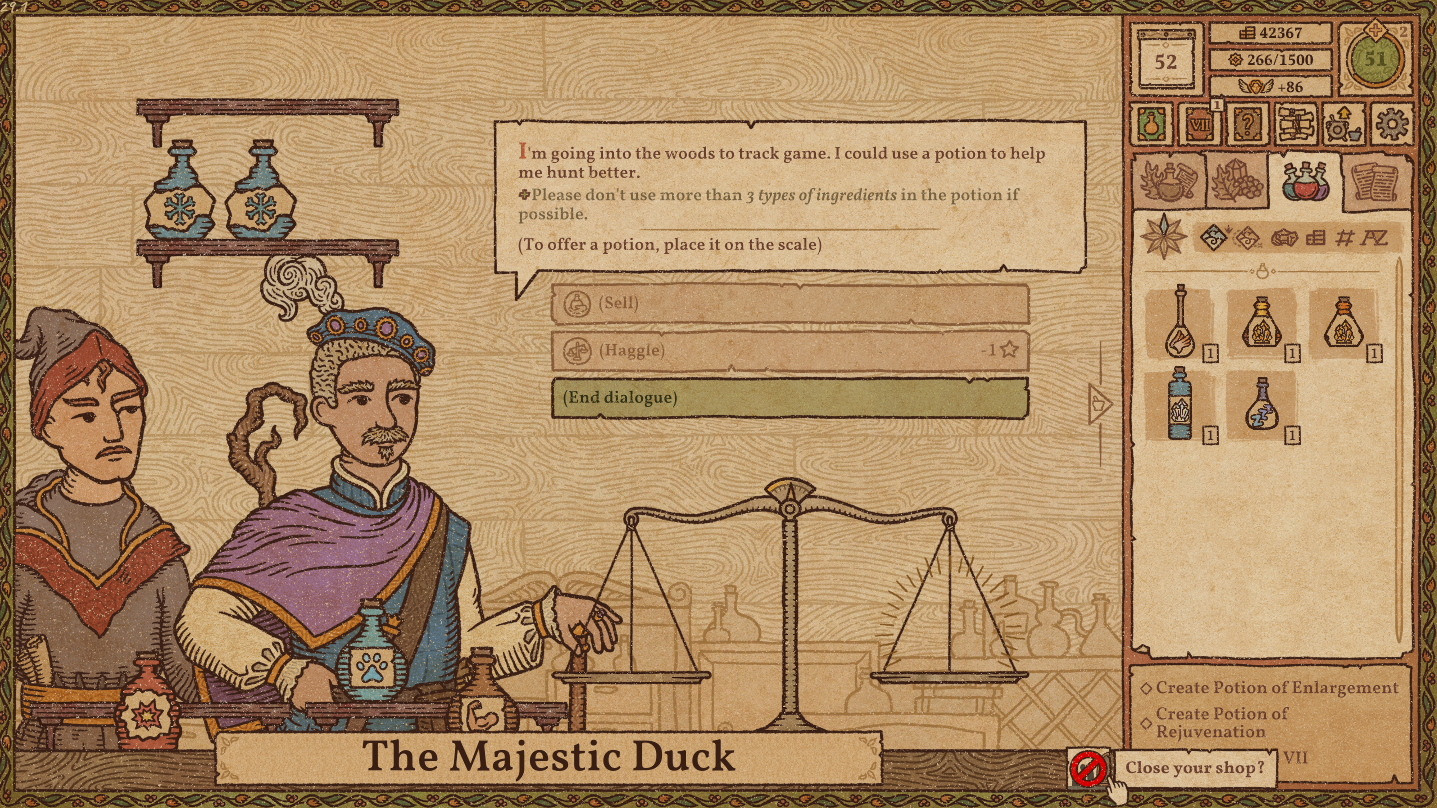 29.1
I'm going into the woods to track game. I could use a potion to help
me hunt better.
Please don't use more than 3 types of ingredients in the potion if
possible.
(To offer a potion, place it on the scale)
(Sell)
(Haggle)
-1
(End dialogue)
The Majestic Duck
Close your shop?
52
42367
266/1500
+86
51
2
1
VII
?
# AZ
1
1
1
1
1
Create Potion of Enlargement
Create Potion of
Rejuvenation
VII